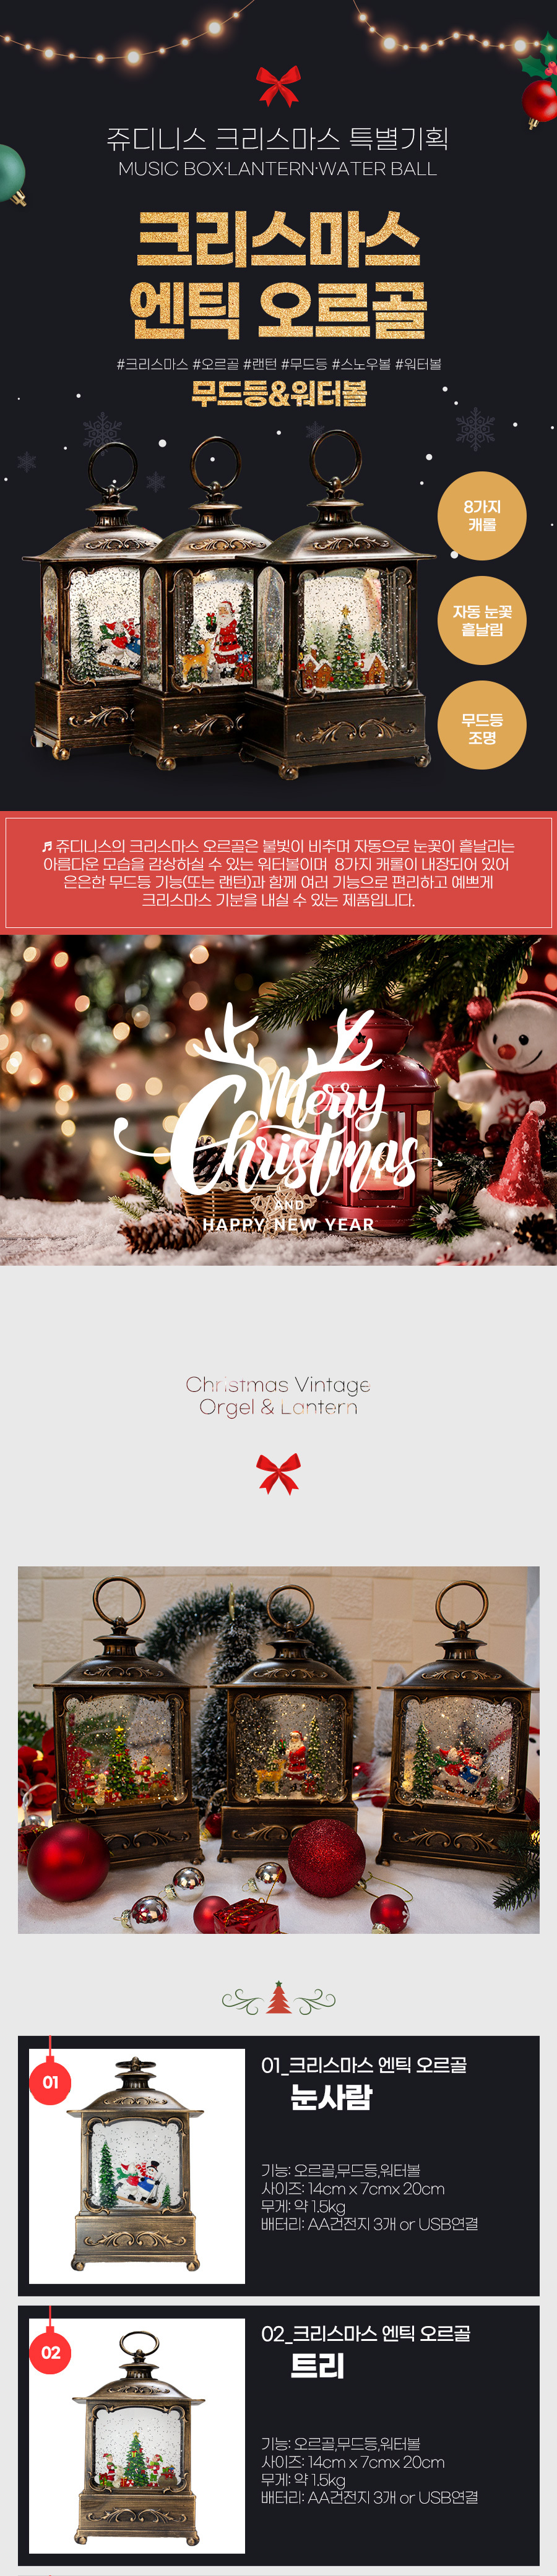 쥬디니스 크리스마스 특별기획
MUSIC BOX·LANTERN·WATER BALL
크리스마스
엔틱 오르골
#크리스마스 #오르골 #랜턴 #무드등 #스노우볼 #워터볼
무드등&워터볼
8가지
캐롤
자동 눈꽃
흩날림
무드등
조명
♬ 쥬디니스의 크리스마스 오르골은 불빛이 비추며 자동으로 눈꽃이 흩날리는
아름다운 모습을 감상하실 수 있는 워터볼이며 8가지 캐롤이 내장되어 있어
은은한 무드등 기능(또는 랜턴)과 함께 여러 기능으로 편리하고 예쁘게
크리스마스 기분을 내실 수 있는 제품입니다.
Merry
Christmas
AND
HAPPY NEW YEAR
Christmas Vintage
Orgel & Lantern
01
01_크리스마스 엔틱 오르골
눈사람
기능: 오르골,무드등,워터볼
사이즈: 14cm x 7cmx 20cm
무게: 약 1.5kg
배터리: AA건전지 3개 or USB연결
02
02_크리스마스 엔틱 오르골
트리
기능: 오르골,무드등,워터볼
사이즈: 14cm x 7cmx 20cm
무게: 약 1.5kg
배터리: AA건전지 3개 or USB연결